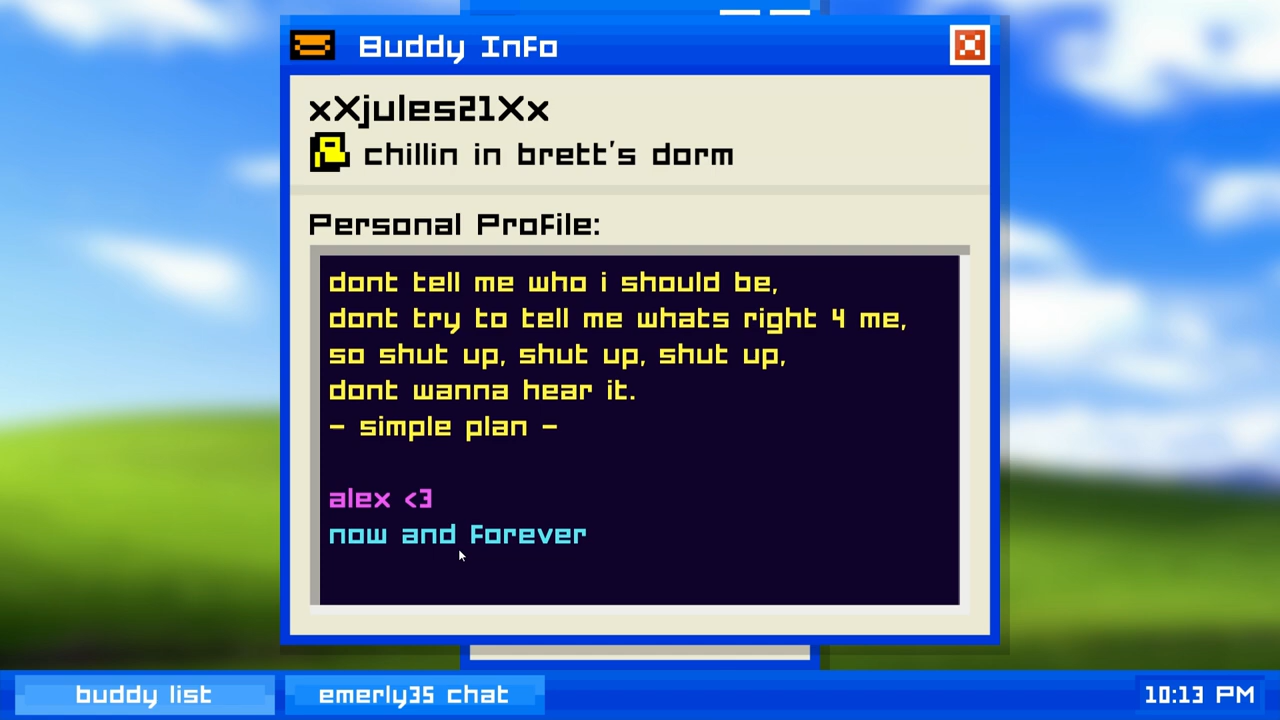 Buddy Info
xXjules21Xx
chillin in brett's dorm
Personal Profile:
dont tell me who i should be,
dont try to tell me whats right 4 me,
so shut up, shut up, shut up,
dont wanna hear it.
- simple plan -
alex <3
now and forever
buddy list
emerly35 chat
10:13 PM